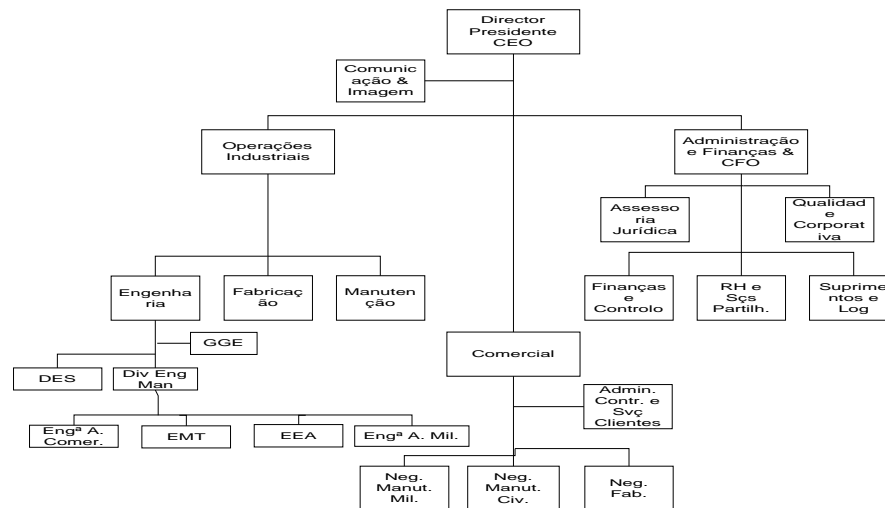 Director
Presidente
CEO
Comunic
ação &
Imagem
Operações
Industriais
Administração
e Finanças &
CFO
Assesso
ria
Jurídica
Qualidad
e
Corporat
iva
Engenha
ria
Fabricaç
ão
Manuten
ção
Finanças
e
Controlo
RH e
Sçs
Partilh.
Suprime
ntos e
Log
GGE
Comercial
DES
Div Eng
Man
Admin.
Contr. e
Svç
Clientes
Engª A.
Comer.
EMT
EEA
Engª A. Mil.
Neg.
Manut.
Mil.
Neg.
Manut.
Civ.
Neg.
Fab.